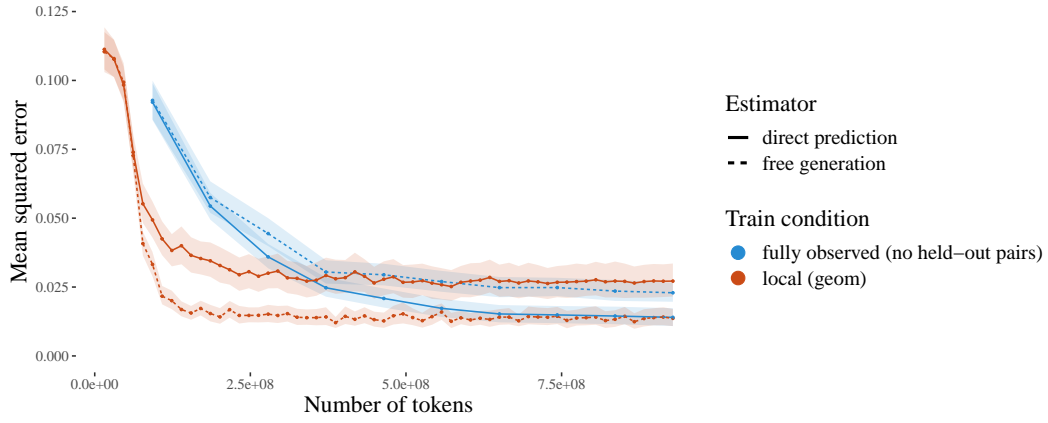 0.125
0.100
0.075
0.050
0.025
0.000
Mean squared error
0.0e+00
2.5e+08
5.0e+08
7.5e+08
Number of tokens
Estimator
direct prediction
free generation
Train condition
fully observed (no held−out pairs)
local (geom)